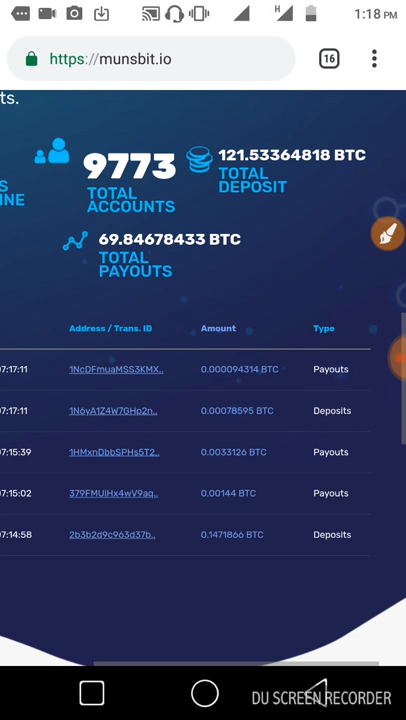 1:18 PM
H
https://munsbit.io
16
ts.
9773
TOTAL
ACCOUNTS
121.53364818 BTC
TOTAL
DEPOSIT
S
INE
69.84678433 BTC
TOTAL
PAYOUTS
Address / Trans. ID Amount Type
07:17:11 1NcDFmuaMSS3KMX.. 0.000094314 BTC Payouts
07:17:11 1N6yA1Z4W7GHp2n.. 0.00078595 BTC Deposits
07:15:39 1HMxnDbbSPHs5T2.. 0.0033126 BTC Payouts
07:15:02 379FMUiHx4wV9aq.. 0.00144 BTC Payouts
07:14:58 2b3b2d9c963d37b.. 0.1471866 BTC Deposits
DU SCREEN RECORDER